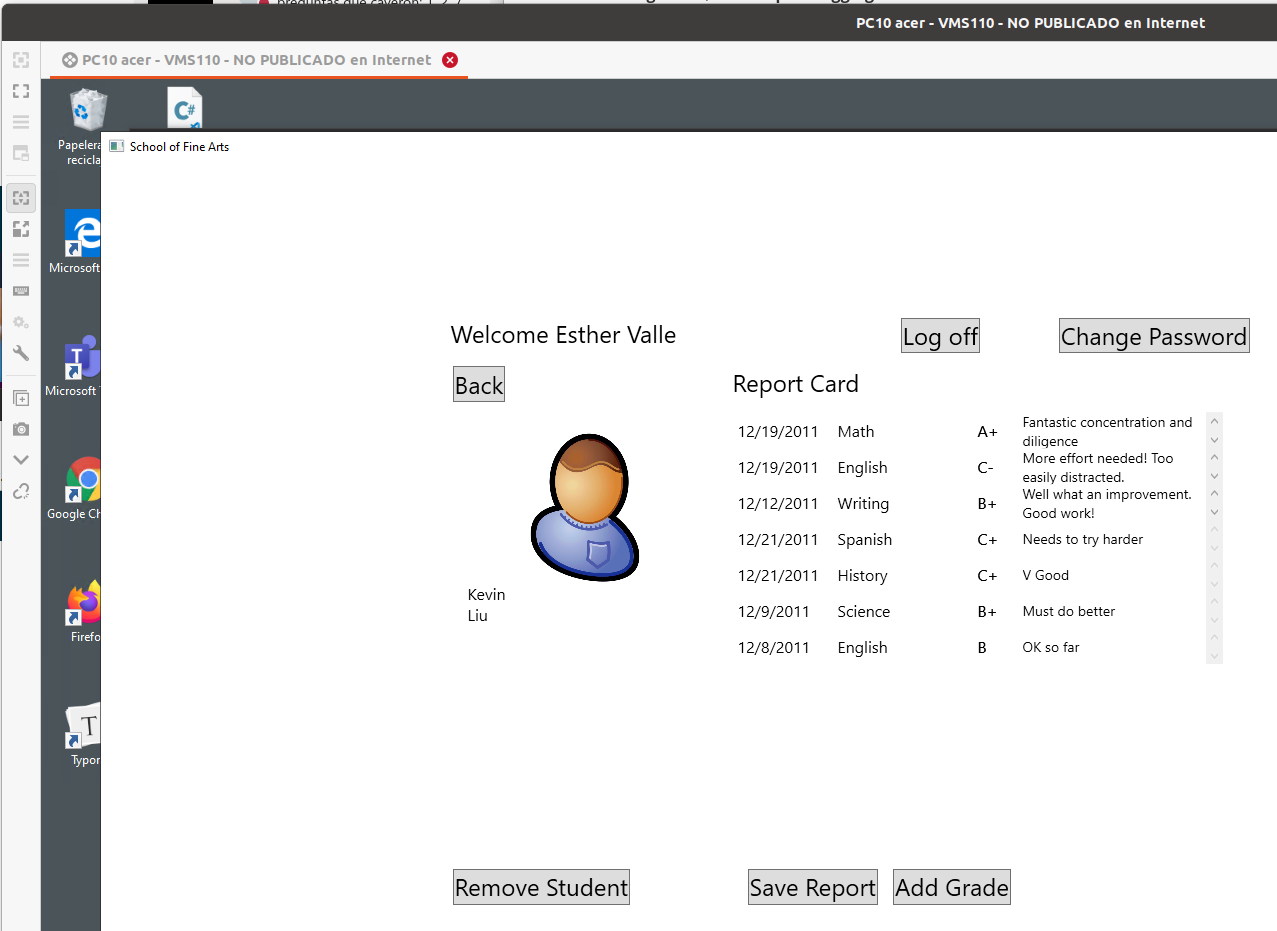 preguntas que cayeron: 1, 2, 7
PC10 acer - VMS110 - NO PUBLICADO en Internet
PC10 acer - VMS110 - NO PUBLICADO en Internet
C#
Papelera
recicla
School of Fine Arts
Microsoft
Microsoft T
Google Ch
Firefo
T
Typor
Welcome Esther Valle
Log off
Change Password
Back
Report Card
12/19/2011 Math A+ Fantastic concentration and
diligence
12/19/2011 English C- More effort needed! Too
easily distracted.
12/12/2011 Writing B+ Well what an improvement.
Good work!
12/21/2011 Spanish C+ Needs to try harder
12/21/2011 History C+ V Good
12/9/2011 Science B+ Must do better
12/8/2011 English B OK so far
Kevin
Liu
Remove Student
Save Report
Add Grade